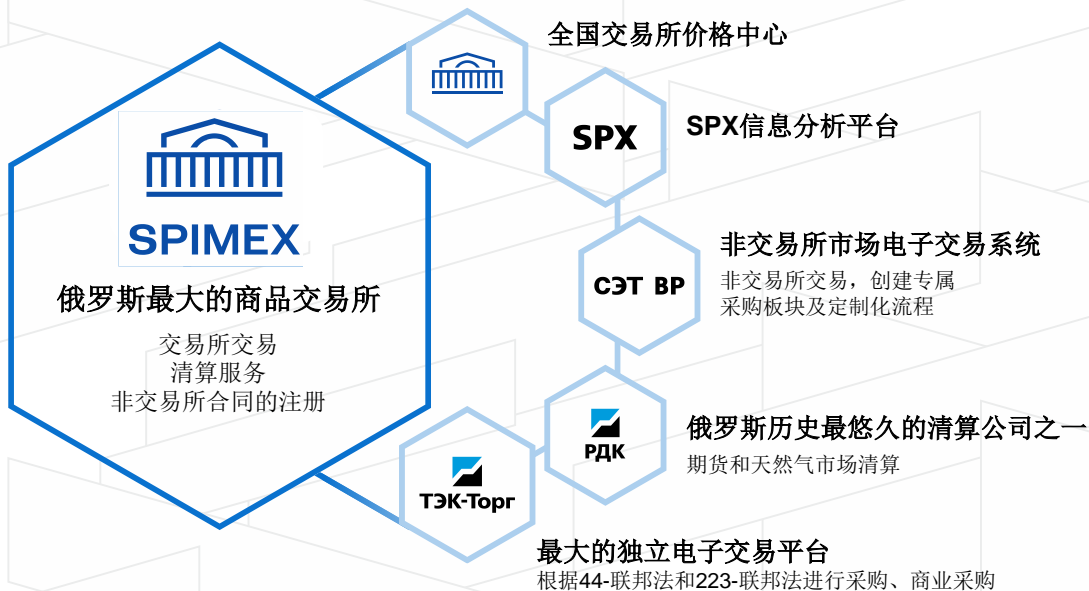 全国交易所价格中心
SPX
SPX信息分析平台
SPIMEX
俄罗斯最大的商品交易所
交易所交易
清算服务
非交易所合同的注册
СЭТ ВР
非交易所市场电子交易系统
非交易所交易，创建专属
采购板块及定制化流程
РДК
俄罗斯历史最悠久的清算公司之一
期货和天然气市场清算
ТЭК-Торг
最大的独立电子交易平台
根据44-联邦法和223-联邦法进行采购、商业采购